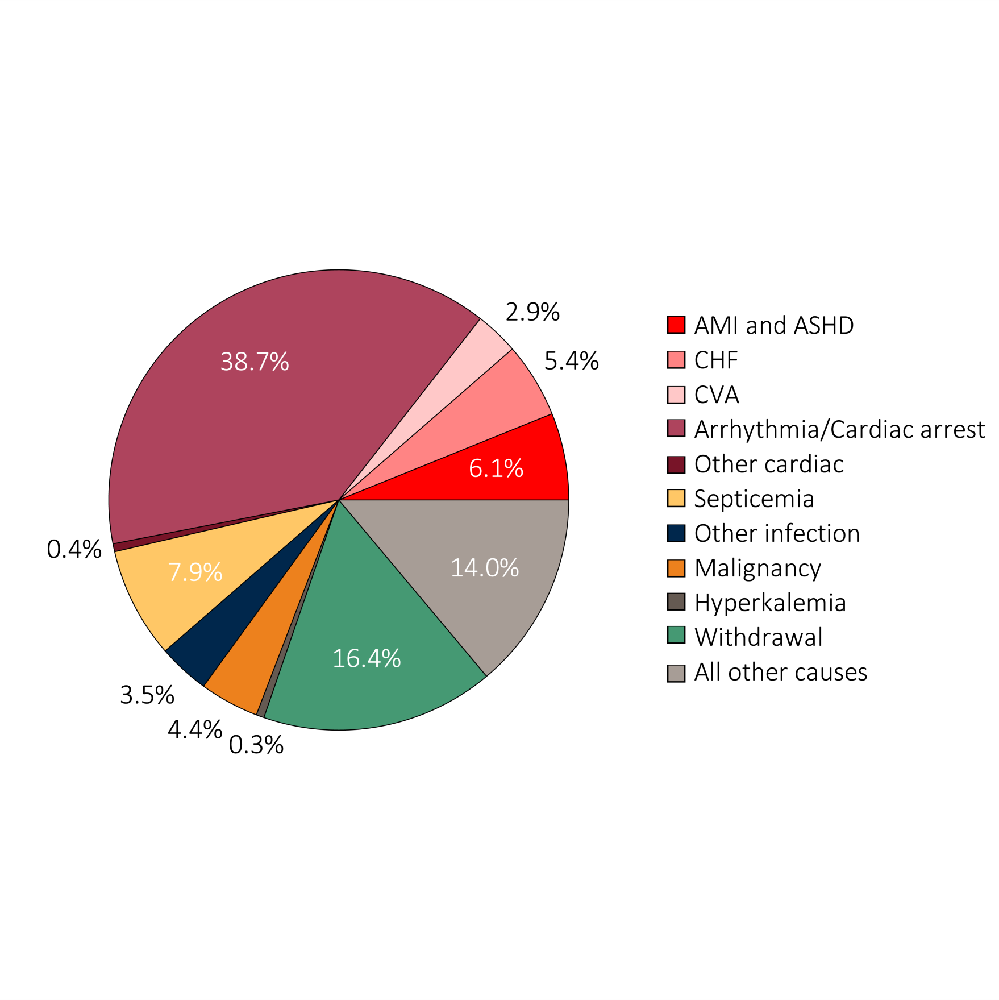 2.9%
5.4%
38.7%
6.1%
0.4%
7.9%
14.0%
16.4%
3.5%
4.4%
0.3%
AMI and ASHD
CHF
CVA
Arrhythmia/Cardiac arrest
Other cardiac
Septicemia
Other infection
Malignancy
Hyperkalemia
Withdrawal
All other causes